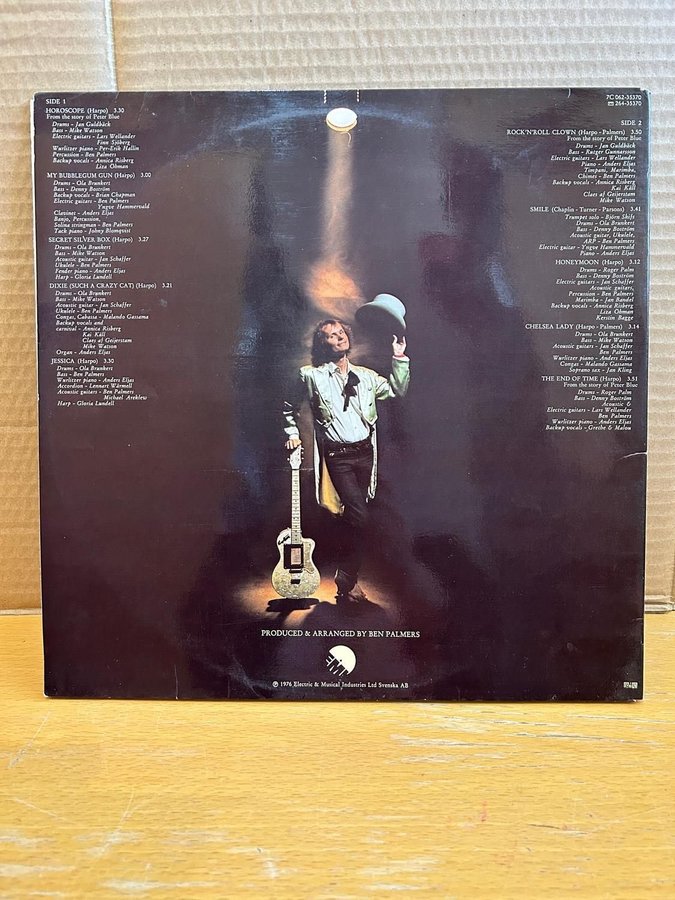 SIDE 1
HOROSCOPE (Harpo) 3.30
From the story of Peter Blue
Drums - Jan Guldbäck
Bass - Mike Watson
Electric guitars - Lars Wellander
Finn Sjöberg
Wurlitzer piano - Per-Erik Hallin
Percussion - Ben Palmers
Backup vocals - Annica Risberg
Liza Öhman
MY BUBBLEGUM GUN (Harpo) 3.00
Drums - Ola Brunkert
Bass - Denny Boström
Backup vocals - Brian Chapman
Electric guitars - Ben Palmers
Yngve Hammervald
Clavinet - Anders Eljas
Banjo, Percussion,
Solina stringman - Ben Palmers
Tack piano - Johny Blomquist
SECRET SILVER BOX (Harpo) 3.27
Drums - Ola Brunkert
Bass - Mike Watson
Acoustic guitar - Jan Schaffer
Ukulele - Ben Palmers
Fender piano - Anders Eljas
Harp - Gloria Lundell
DIXIE (SUCH A CRAZY CAT) (Harpo) 3.21
Drums - Ola Brunkert
Bass - Mike Watson
Acoustic guitar - Jan Schaffer
Ukulele - Ben Palmers
Congas, Cabassa - Malando Gassama
Backup vocals and
carneval - Annica Risberg
Kai Käll
Claes af Geijerstam
Mike Watson
Organ - Anders Eljas
JESSICA (Harpo) 3.30
Drums - Ola Brunkert
Bass - Ben Palmers
Wurlitzer piano - Anders Eljas
Accordion - Lennart Wärmell
Acoustic guitars - Ben Palmers
Michael Areklew
Harp - Gloria Lundell
7C 062-35370
264-35370
SIDE 2
ROCK'N'ROLL CLOWN (Harpo - Palmers) 3.50
From the story of Peter Blue
Drums - Jan Guldbäck
Bass - Rutger Gunnarsson
Electric guitars - Lars Wellander
Piano - Anders Eljas
Timpani, Marimba,
Chimes - Ben Palmers
Backup vocals - Annica Risberg
Kai Käll
Claes af Geijerstam
Mike Watson
SMILE (Chaplin - Turner - Parsons) 3.41
Trumpet solo - Björn Skifs
Drums - Ola Brunkert
Bass - Denny Boström
Acoustic guitar, Ukulele,
ARP - Ben Palmers
Electric guitar - Yngve Hammervald
Piano - Anders Eljas
HONEYMOON (Harpo) 3.12
Drums - Roger Palm
Bass - Denny Boström
Electric guitars - Jan Schaffer
Acoustic guitars,
Percussion - Ben Palmers
Marimba - Jan Bandel
Backup vocals - Annica Risberg
Liza Öhman
Kerstin Bagge
CHELSEA LADY (Harpo - Palmers) 3.14
Drums - Ola Brunkert
Bass - Mike Watson
Acoustic guitars - Jan Schaffer
Ben Palmers
Wurlitzer piano - Anders Eljas
Congas - Malando Gassama
Soprano sax - Jan Kling
THE END OF TIME (Harpo) 3.51
From the story of Peter Blue
Drums - Roger Palm
Bass - Denny Boström
Acoustic &
Electric guitars - Lars Wellander
Ben Palmers
Wurlitzer piano - Anders Eljas
Backup vocals - Grethe & Malou
PRODUCED & ARRANGED BY BEN PALMERS
EMI
℗ 1976 Electric & Musical Industries Ltd Svenska AB